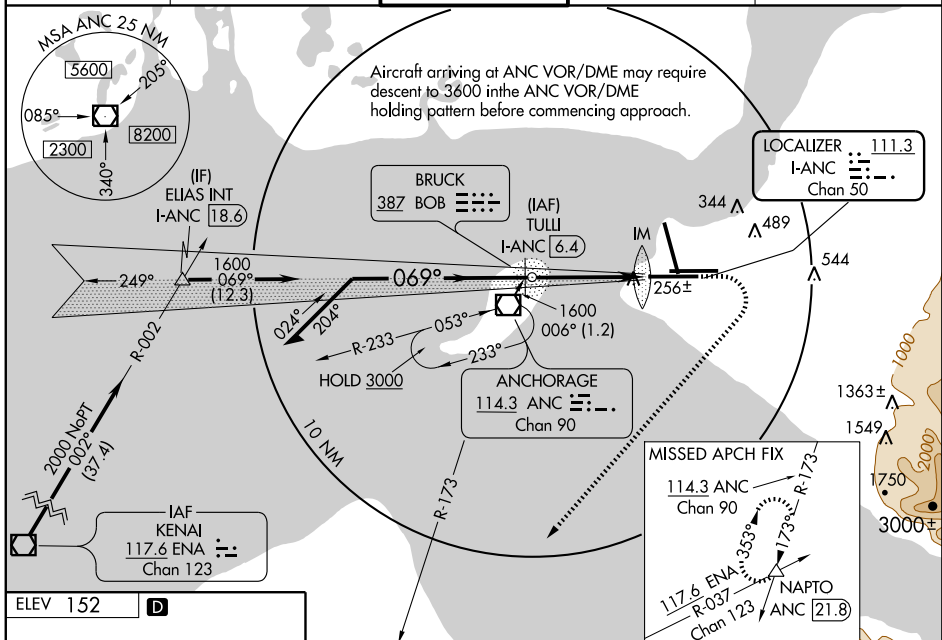 MSA ANC 25 NM
5600
205°
085°
8200
2300
340°
Aircraft arriving at ANC VOR/DME may require
descent to 3600 inthe ANC VOR/DME
holding pattern before commencing approach.
LOCALIZER 111.3
I-ANC
Chan 50
(IF)
ELIAS INT
I-ANC 18.6
BRUCK
387 BOB
(IAF)
TULLI
I-ANC 6.4
IM
344
489
544
249°
1600
069°
(12.3)
069°
256±
024°
204°
1600
006° (1.2)
R-002
R-233
053°
233°
HOLD 3000
ANCHORAGE
114.3 ANC
Chan 90
10 NM
R-173
2000 NoPT
002°
(37.4)
IAF
KENAI
117.6 ENA
Chan 123
1000
1363±
1549
2000
1750
3000±
MISSED APCH FIX
114.3 ANC
Chan 90
R-173
353°
173°
117.6 ENA
R-037
Chan 123
NAPTO
ANC 21.8
ELEV 152
D